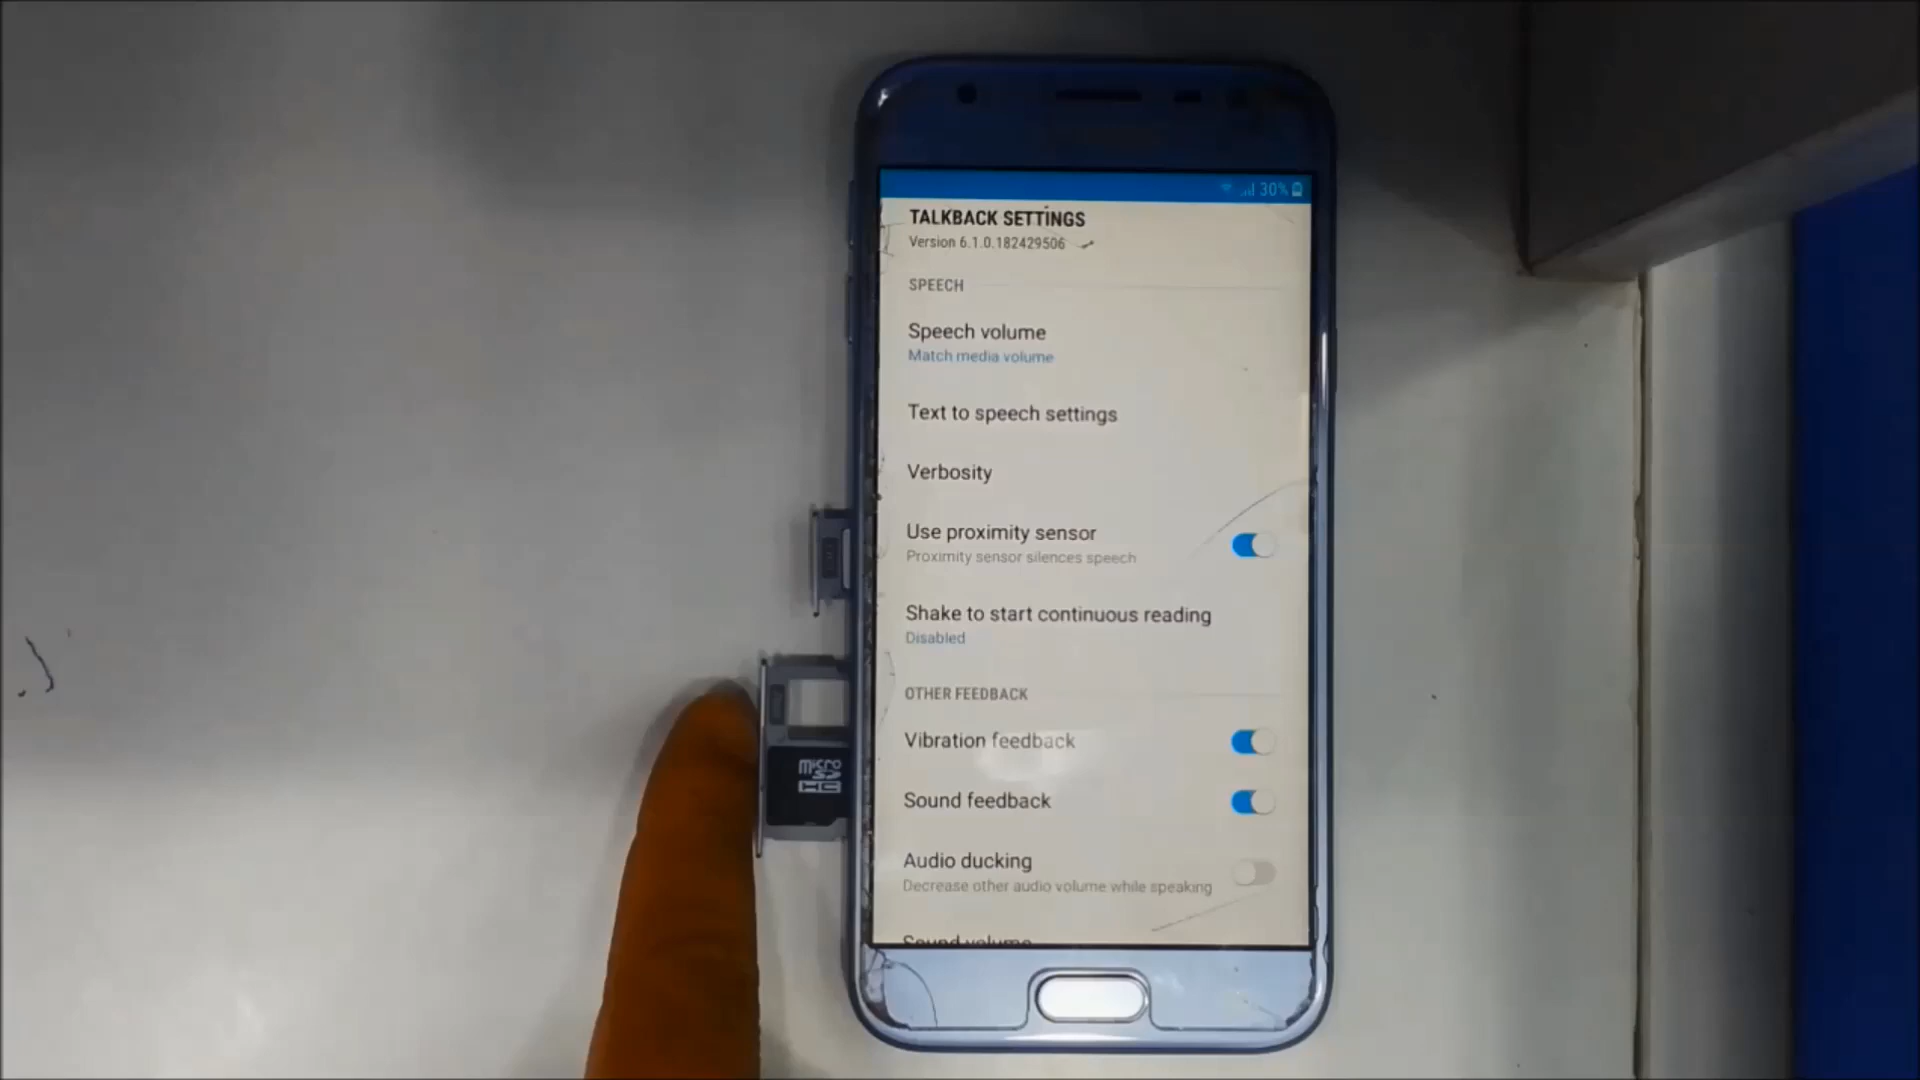 30%
TALKBACK SETTINGS
Version 6.1.0.182429506
SPEECH
Speech volume
Match media volume
Text to speech settings
Verbosity
Use proximity sensor
Proximity sensor silences speech
Shake to start continuous reading
Disabled
OTHER FEEDBACK
Vibration feedback
Sound feedback
Audio ducking
Decrease other audio volume while speaking
Sound volume
micro
SD
HC